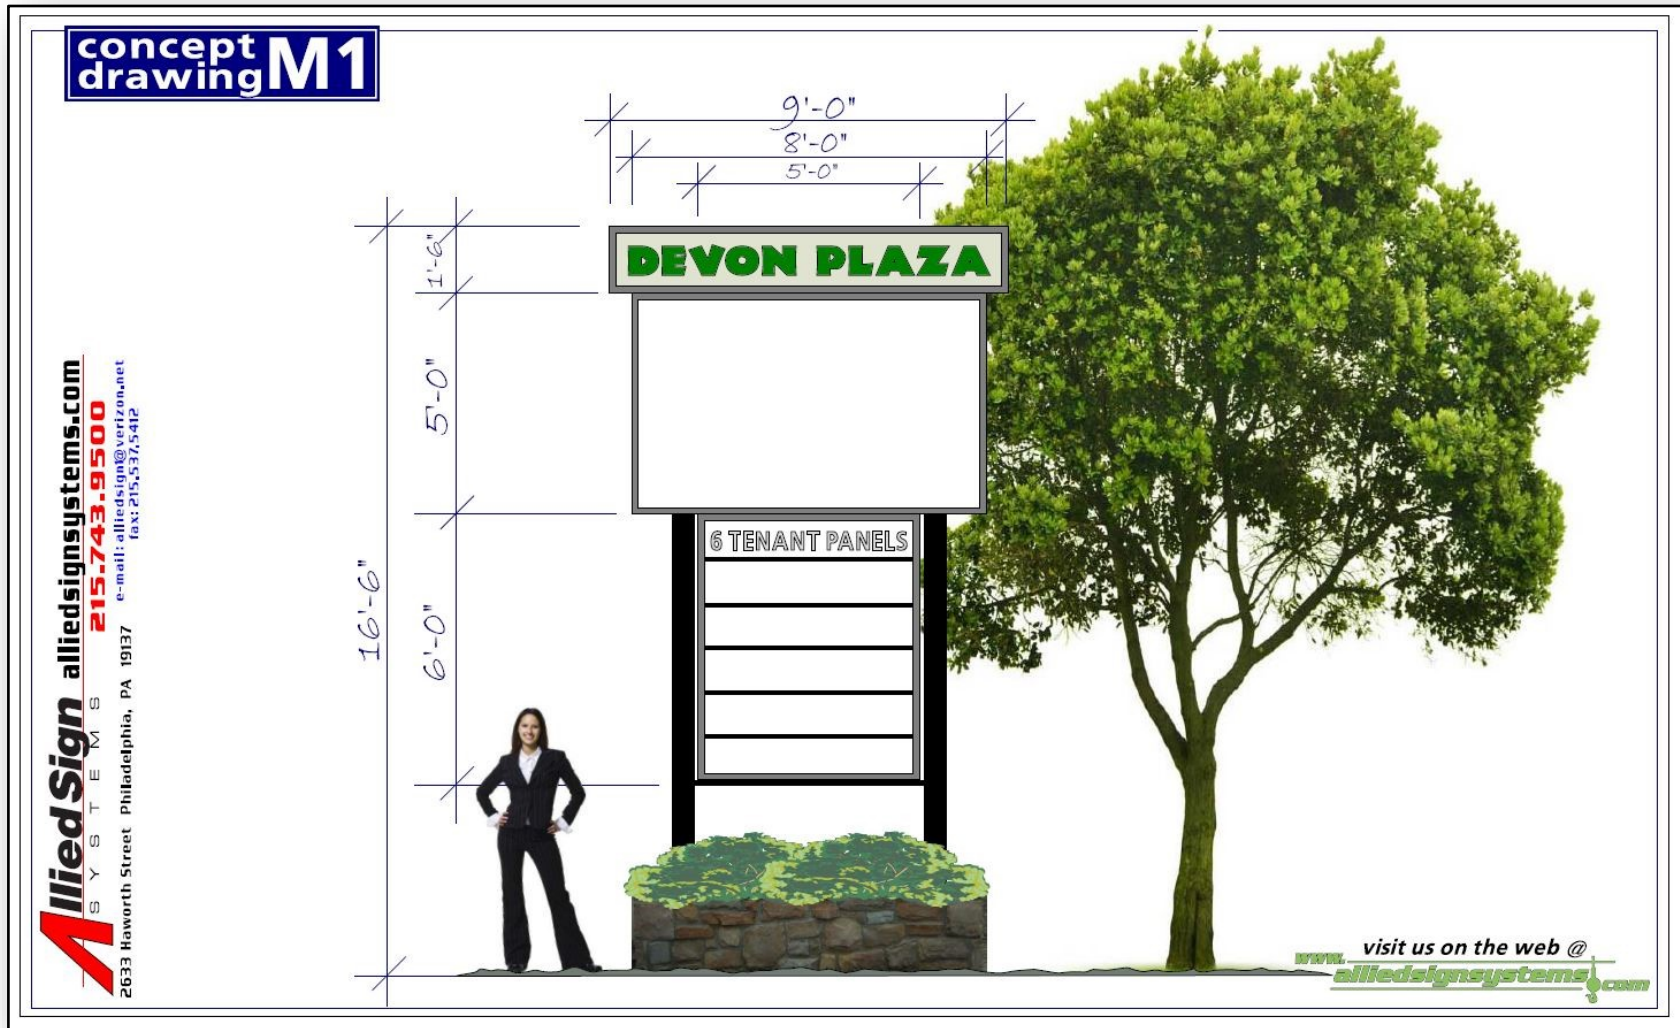 concept
drawing M1
9'-0"
8'-0"
5'-0"
1'-6"
5'-0"
16'-6"
6'-0"
DEVON PLAZA
6 TENANT PANELS
AlliedSign alliedsignsystems.com
SYSTEMS 215.743.9500
2633 Haworth Street Philadelphia, PA 19137 e-mail: alliedsign@verizon.net
fax: 215.537.5412
visit us on the web @
www.
alliedsignsystems.com